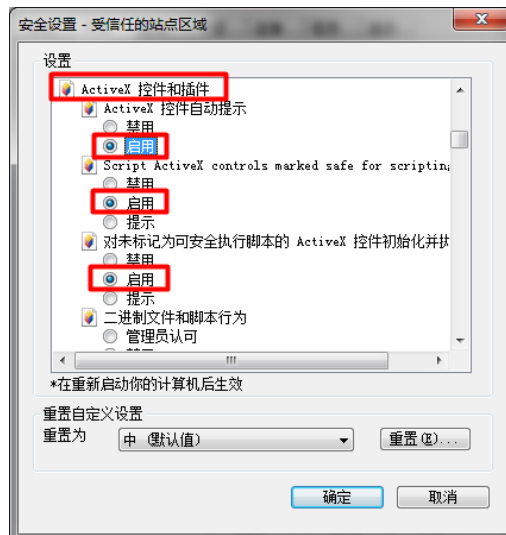 安全设置 - 受信任的站点区域
设置
ActiveX 控件和插件
ActiveX 控件自动提示
禁用
启用
Script ActiveX controls marked safe for scripting
禁用
启用
提示
对未标记为可安全执行脚本的 ActiveX 控件初始化并执
禁用
启用
提示
二进制文件和脚本行为
管理员认可
*在重新启动你的计算机后生效
重置自定义设置
重置为 中 (默认值) 重置(E)...
确定 取消